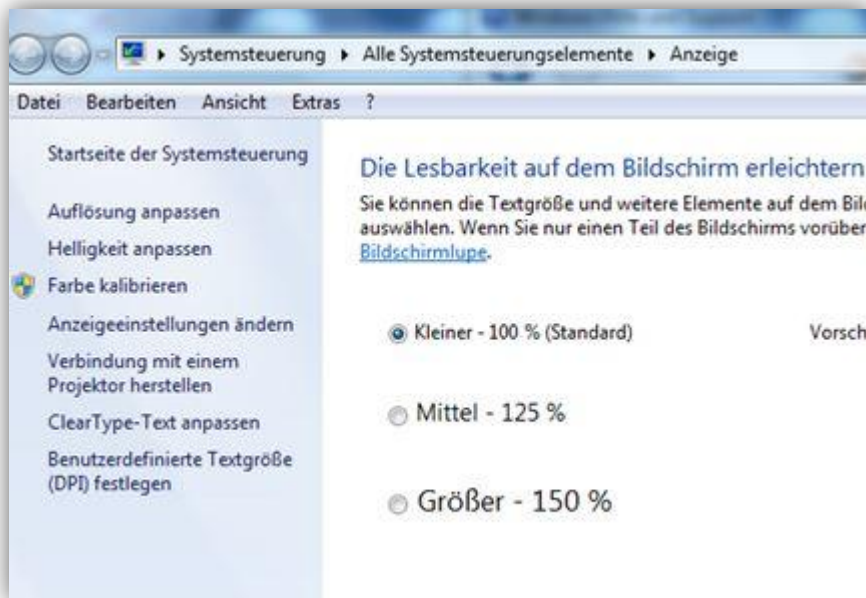 Systemsteuerung ▸ Alle Systemsteuerungselemente ▸ Anzeige
Datei Bearbeiten Ansicht Extras ?
Startseite der Systemsteuerung
Auflösung anpassen
Helligkeit anpassen
Farbe kalibrieren
Anzeigeeinstellungen ändern
Verbindung mit einem
Projektor herstellen
ClearType-Text anpassen
Benutzerdefinierte Textgröße
(DPI) festlegen
Die Lesbarkeit auf dem Bildschirm erleichtern
Sie können die Textgröße und weitere Elemente auf dem Bil
auswählen. Wenn Sie nur einen Teil des Bildschirms vorüber
Bildschirmlupe.
Kleiner - 100 % (Standard) Vorsch
Mittel - 125 %
Größer - 150 %